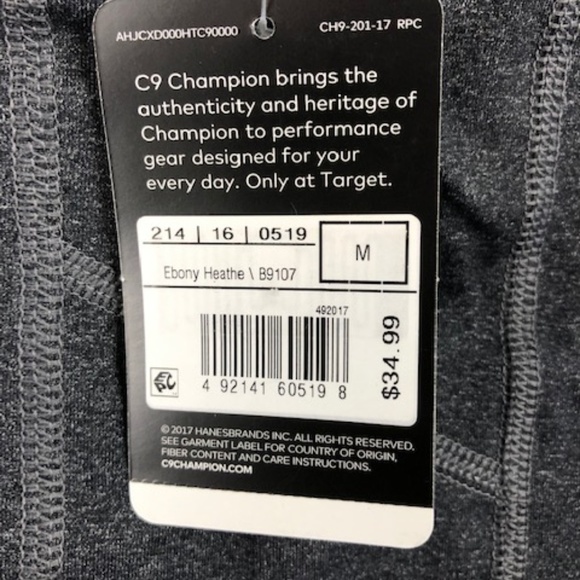 AHJCXD000HTC90000 CH9-201-17 RPC
C9 Champion brings the
authenticity and heritage of
Champion to performance
gear designed for your
every day. Only at Target.
214 | 16 | 0519
M
Ebony Heathe \ B9107
492017
4 92141 60519 8
$34.99
© 2017 HANESBRANDS INC. ALL RIGHTS RESERVED.
SEE GARMENT LABEL FOR COUNTRY OF ORIGIN,
FIBER CONTENT AND CARE INSTRUCTIONS.
C9CHAMPION.COM